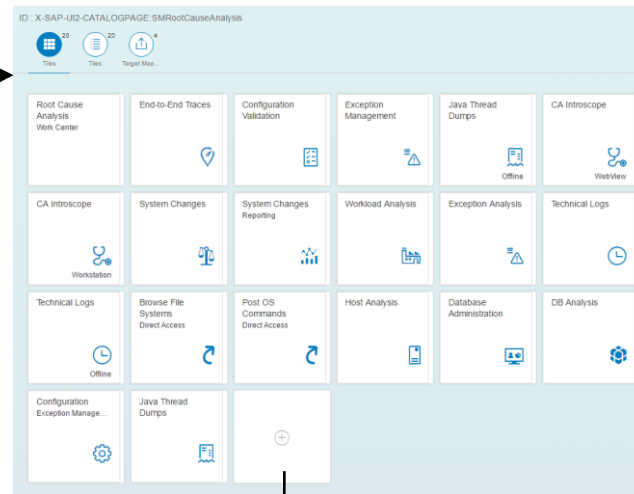 ID : X-SAP-UI2-CATALOGPAGE:SMRootCauseAnalysis
20 20 4
Tiles Tiles Target Map...
Root Cause Analysis Work Center
End-to-End Traces
Configuration Validation
Exception Management
Java Thread Dumps
Offline
CA Introscope
WebView
CA Introscope
Workstation
System Changes
System Changes
Reporting
Workload Analysis
Exception Analysis
Technical Logs
Technical Logs
Offline
Browse File Systems
Direct Access
Post OS Commands
Direct Access
Host Analysis
Database Administration
DB Analysis
Configuration
Exception Manage...
Java Thread Dumps